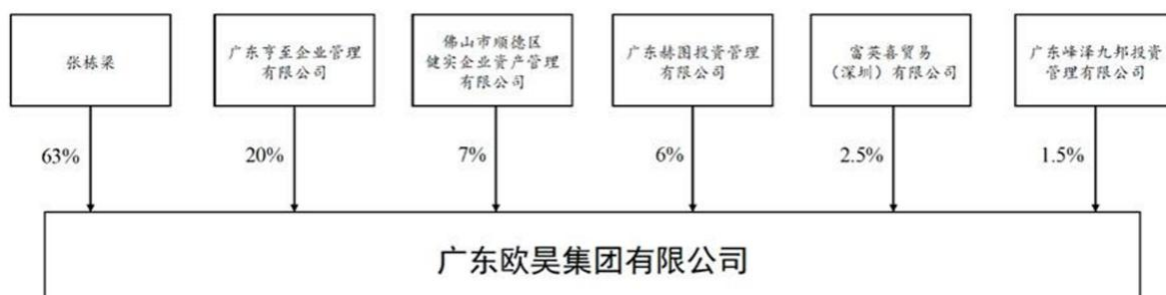 张栋梁
广东亨至企业管理
有限公司
佛山市顺德区
健实企业资产管理
有限公司
广东赫图投资管理
有限公司
富英喜贸易
（深圳）有限公司
广东峰泽九邦投资
管理有限公司
63%
20%
7%
6%
2.5%
1.5%
广东欧昊集团有限公司